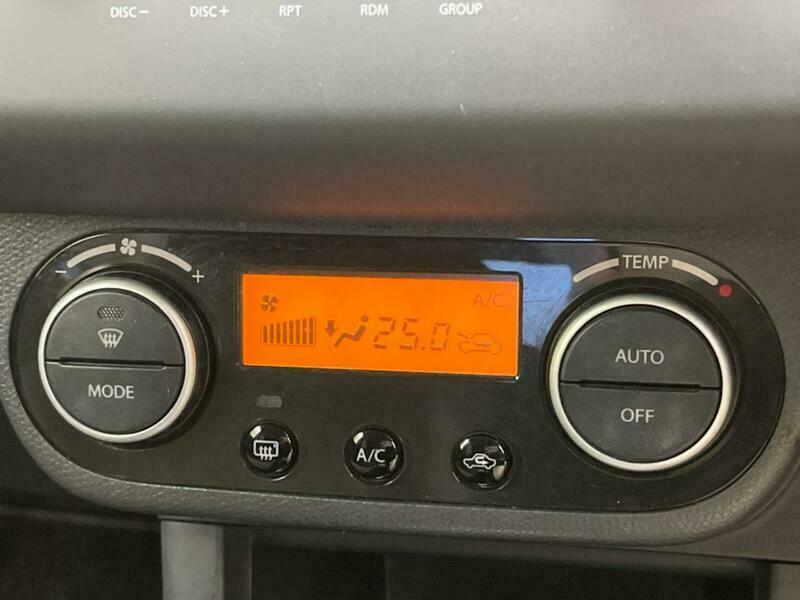 DISC− DISC+ RPT RDM GROUP
− +
TEMP
A/C
25.0
AUTO
MODE
OFF
A/C